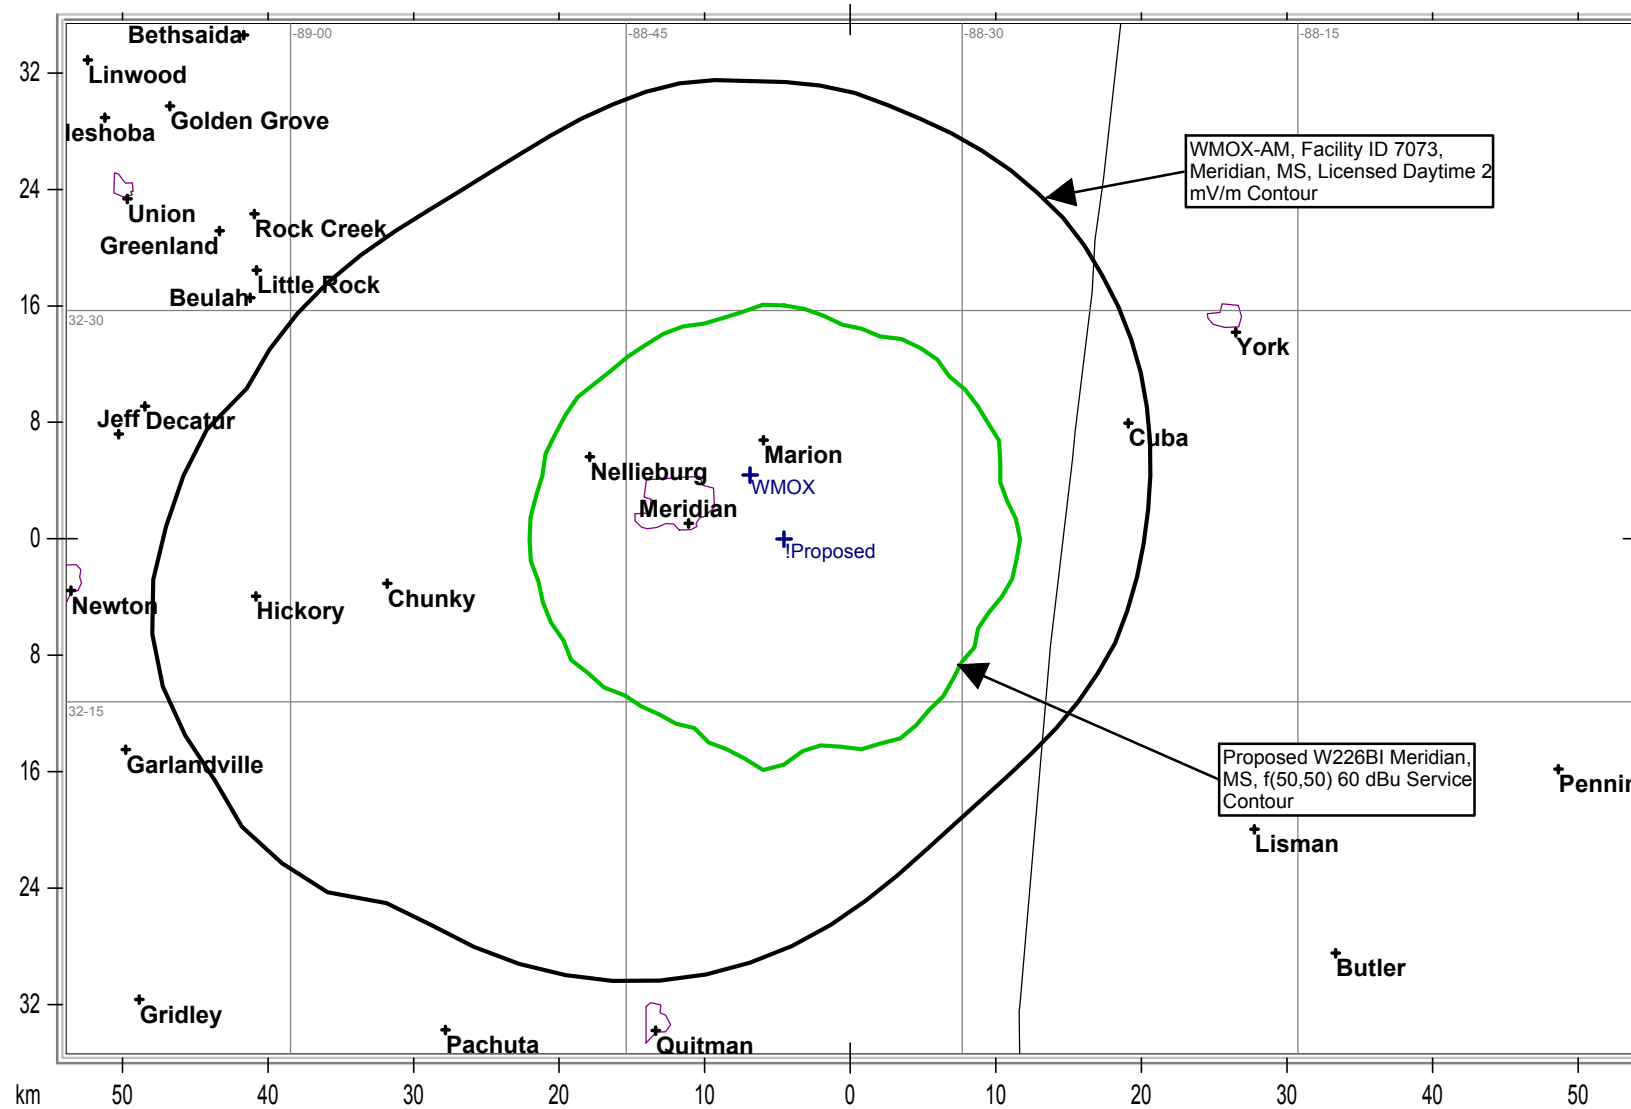 -89-00
-88-45
-88-30
-88-15
Bethsaida
Linwood
32
Golden Grove
leshoba
WMOX-AM, Facility ID 7073,
Meridian, MS, Licensed Daytime 2
mV/m Contour
24
Union
Rock Creek
Greenland
Little Rock
Beulah
16
32-30
York
8
Jeff
Decatur
Cuba
Marion
Nellieburg
WMOX
Meridian
0
!Proposed
Newton
Hickory
Chunky
8
32-15
Garlandville
16
Proposed W226BI Meridian,
MS, f(50,50) 60 dBu Service
Contour
Pennin
Lisman
24
Butler
32
Gridley
Pachuta
Quitman
km
50
40
30
20
10
0
10
20
30
40
50